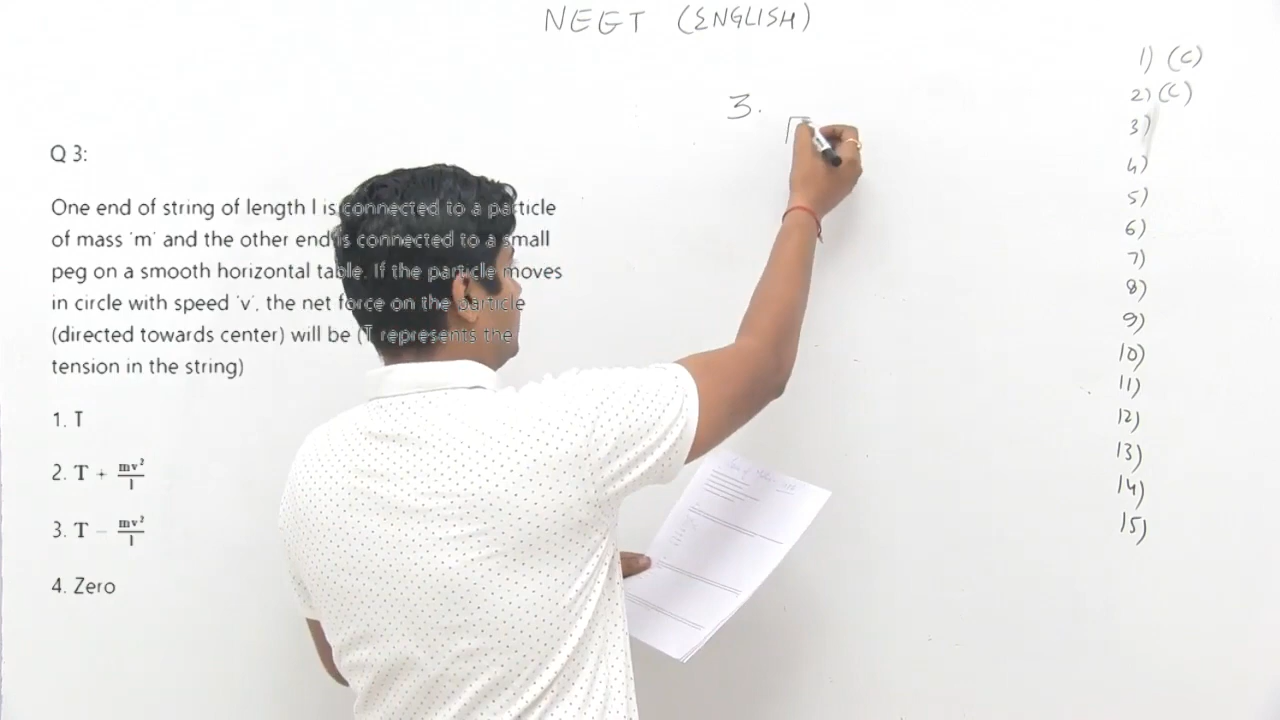 NEET (ENGLISH)
Q 3:
One end of string of length l is connected to a particle
of mass 'm' and the other end is connected to a small
peg on a smooth horizontal table. If the particle moves
in circle with speed 'v', the net force on the particle
(directed towards center) will be (T represents the
tension in the string)
1. T
2. T + mv²/l
3. T - mv²/l
4. Zero
3.
1) (C)
2) (C)
3)
4)
5)
6)
7)
8)
9)
10)
11)
12)
13)
14)
15)